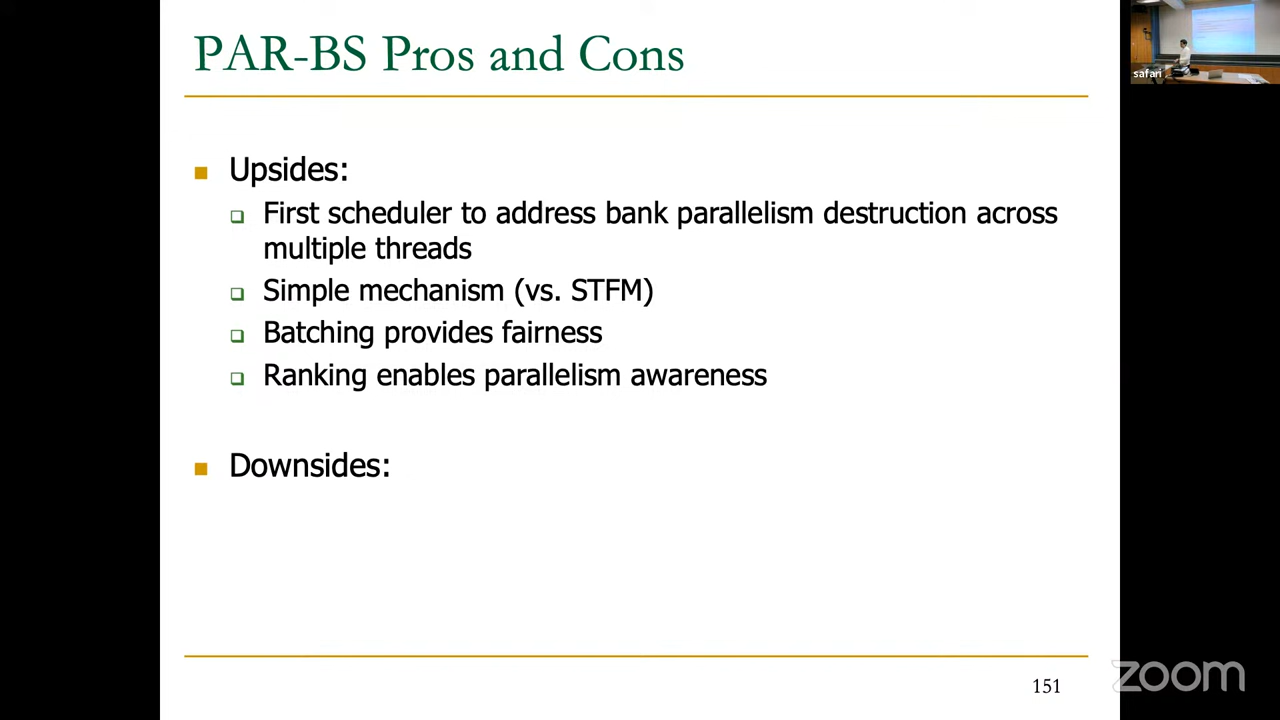 PAR-BS Pros and Cons
safari
Upsides:
First scheduler to address bank parallelism destruction across
multiple threads
Simple mechanism (vs. STFM)
Batching provides fairness
Ranking enables parallelism awareness
Downsides:
151
zoom